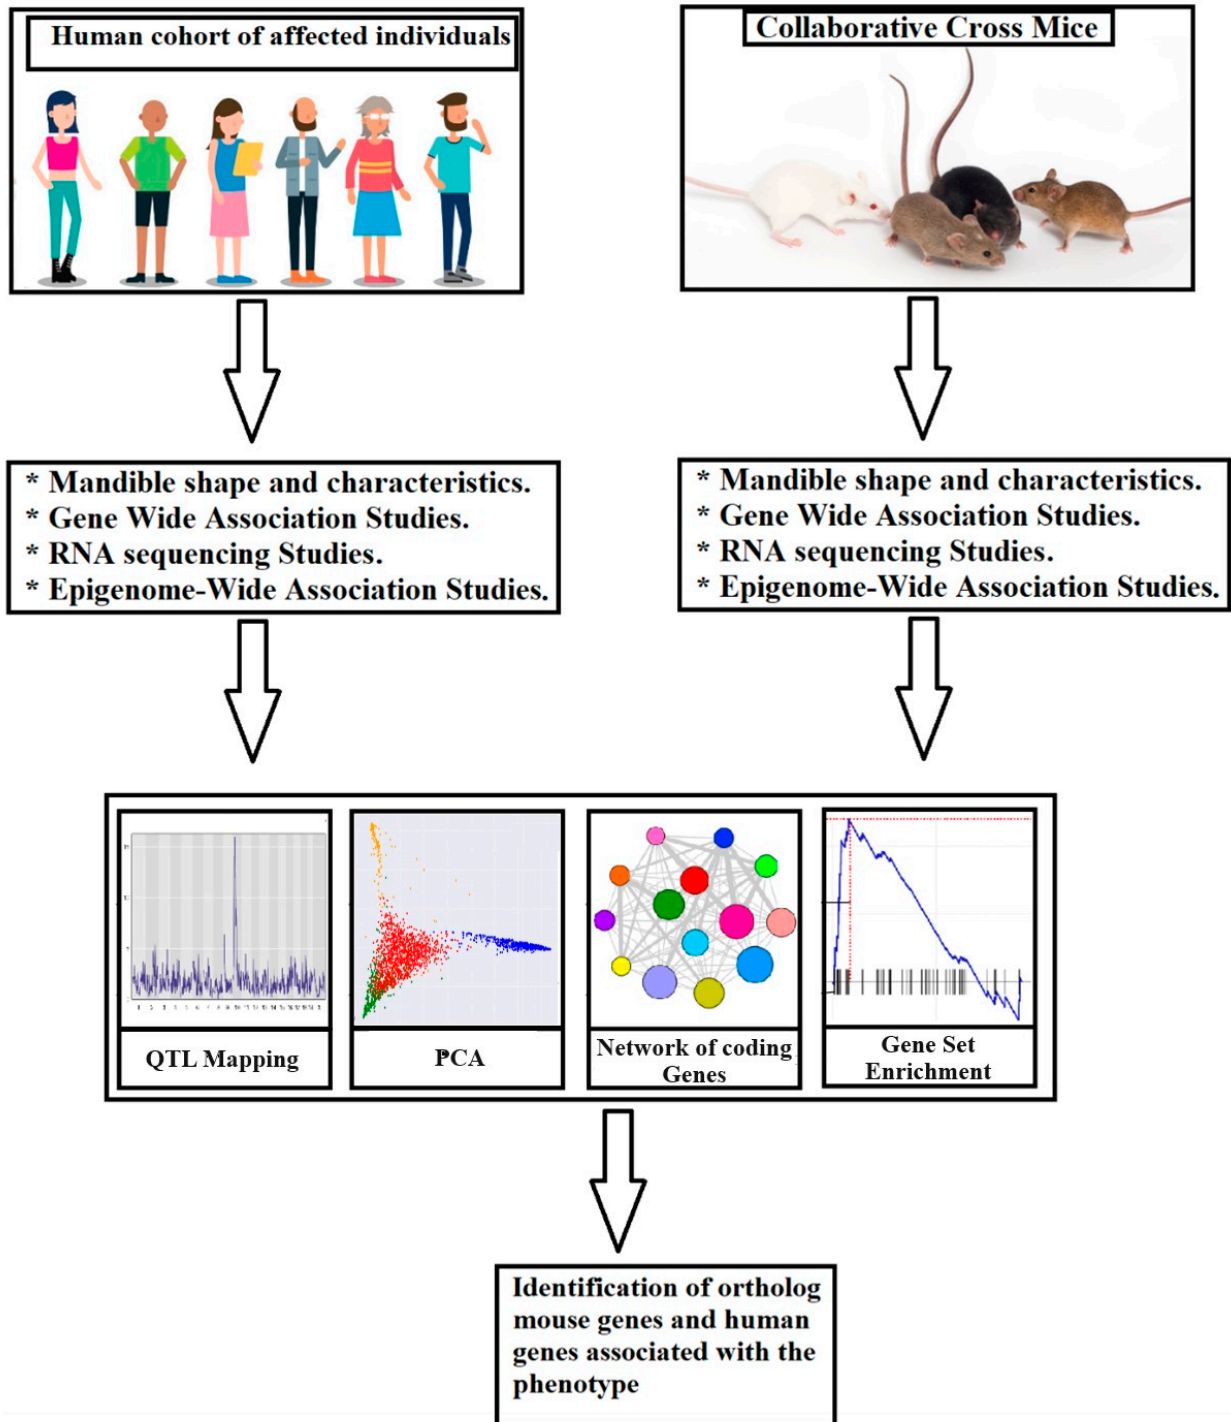 Human cohort of affected individuals
Collaborative Cross Mice
* Mandible shape and characteristics.
* Gene Wide Association Studies.
* RNA sequencing Studies.
* Epigenome-Wide Association Studies.
* Mandible shape and characteristics.
* Gene Wide Association Studies.
* RNA sequencing Studies.
* Epigenome-Wide Association Studies.
QTL Mapping
PCA
Network of coding
Genes
Gene Set
Enrichment
Identification of ortholog
mouse genes and human
genes associated with the
phenotype